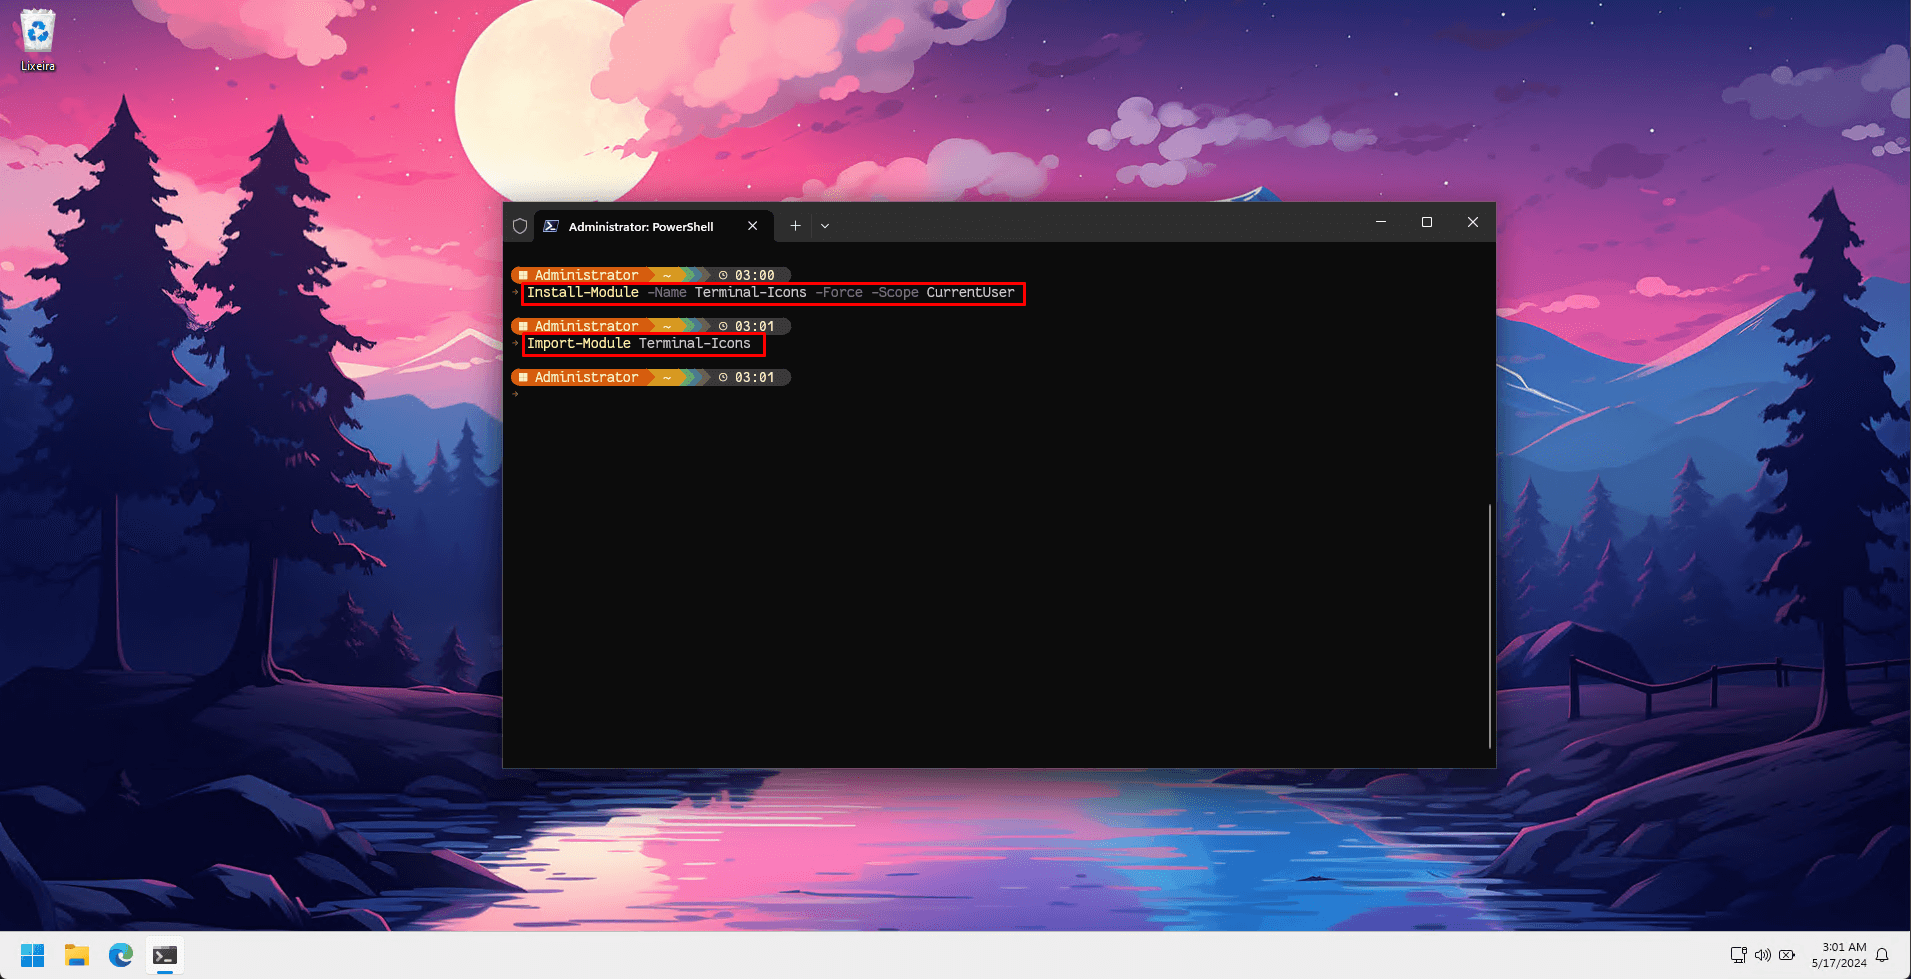 Lixeira
Administrator: PowerShell
Administrator ~ 03:00
Install-Module -Name Terminal-Icons -Force -Scope CurrentUser
Administrator ~ 03:01
Import-Module Terminal-Icons
Administrator ~ 03:01
3:01 AM
5/17/2024